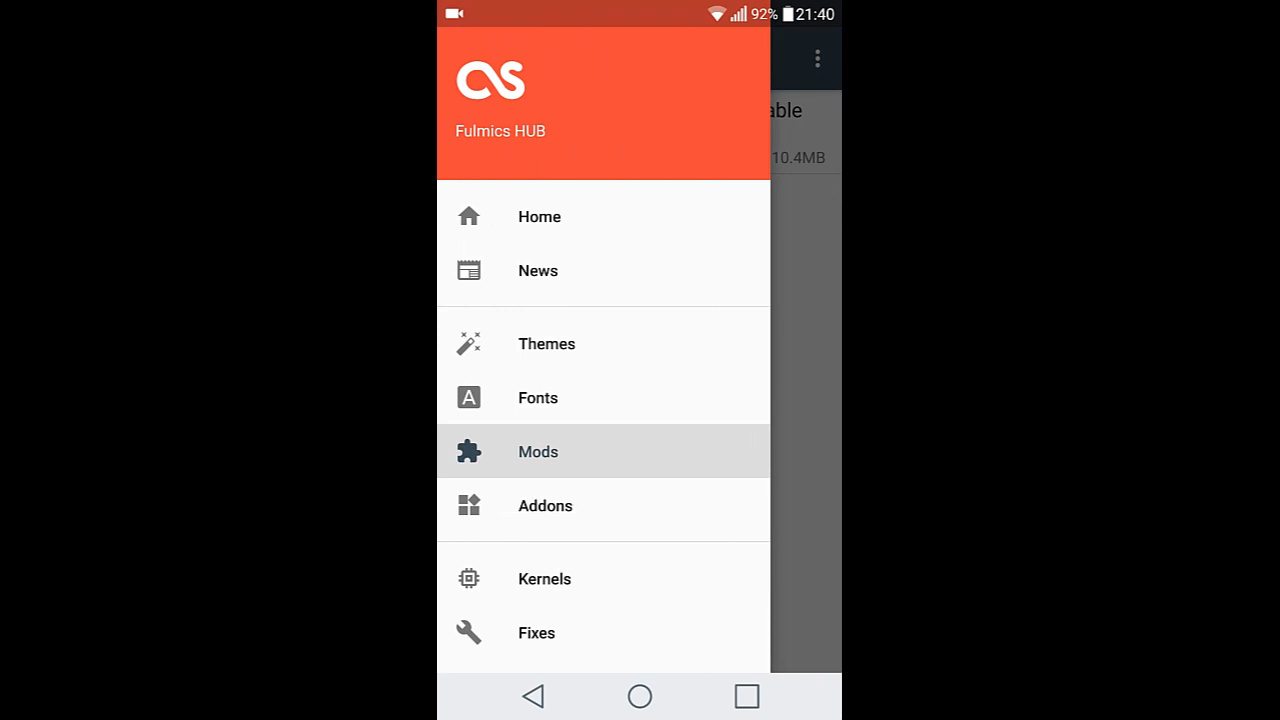 92% 21:40
Fulmics HUB
able
10.4MB
Home
News
Themes
Fonts
Mods
Addons
Kernels
Fixes